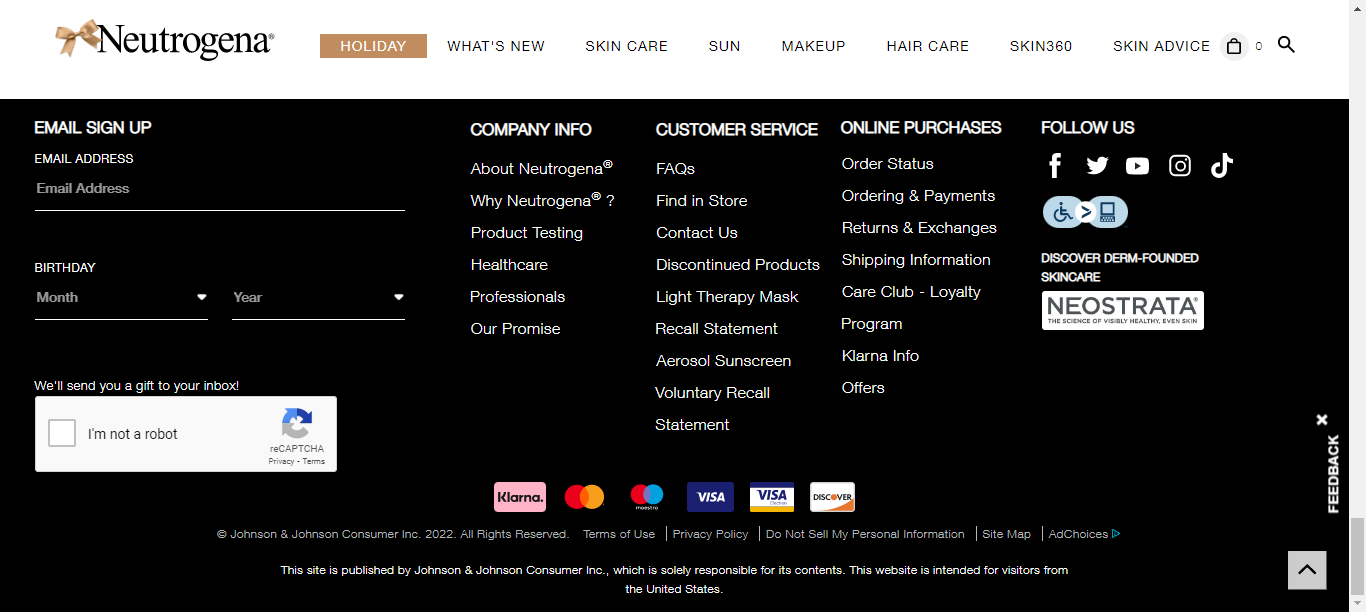 Neutrogena®
HOLIDAY
WHAT'S NEW
SKIN CARE
SUN
MAKEUP
HAIR CARE
SKIN360
SKIN ADVICE
0
EMAIL SIGN UP
EMAIL ADDRESS
Email Address
BIRTHDAY
Month
Year
We'll send you a gift to your inbox!
I'm not a robot
reCAPTCHA
Privacy - Terms
COMPANY INFO
About Neutrogena®
Why Neutrogena® ?
Product Testing
Healthcare
Professionals
Our Promise
CUSTOMER SERVICE
FAQs
Find in Store
Contact Us
Discontinued Products
Light Therapy Mask
Recall Statement
Aerosol Sunscreen
Voluntary Recall
Statement
ONLINE PURCHASES
Order Status
Ordering & Payments
Returns & Exchanges
Shipping Information
Care Club - Loyalty
Program
Klarna Info
Offers
FOLLOW US
DISCOVER DERM-FOUNDED
SKINCARE
NEOSTRATA®
THE SCIENCE OF VISIBLY HEALTHY, EVEN SKIN
FEEDBACK
Klarna.
maestro
VISA
VISA
Electron
DISCOVER
© Johnson & Johnson Consumer Inc. 2022. All Rights Reserved. Terms of Use | Privacy Policy | Do Not Sell My Personal Information | Site Map | AdChoices
This site is published by Johnson & Johnson Consumer Inc., which is solely responsible for its contents. This website is intended for visitors from
the United States.